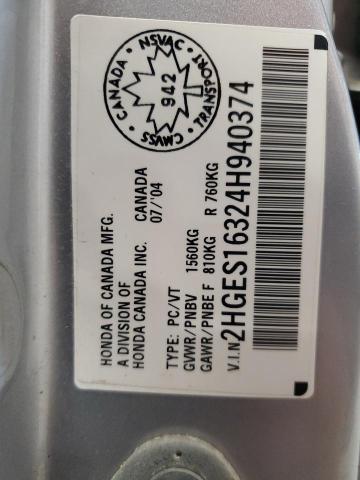 HONDA OF CANADA MFG.
A DIVISION OF
HONDA CANADA INC. CANADA
07/'04
TYPE: PC/VT
GVWR/PNBV 1560KG
GAWR/PNBE F 810KG R 760KG
V.I.N 2HGES16324H940374
CANADA · NSVAC · TRANSPORT · CMVSS
942